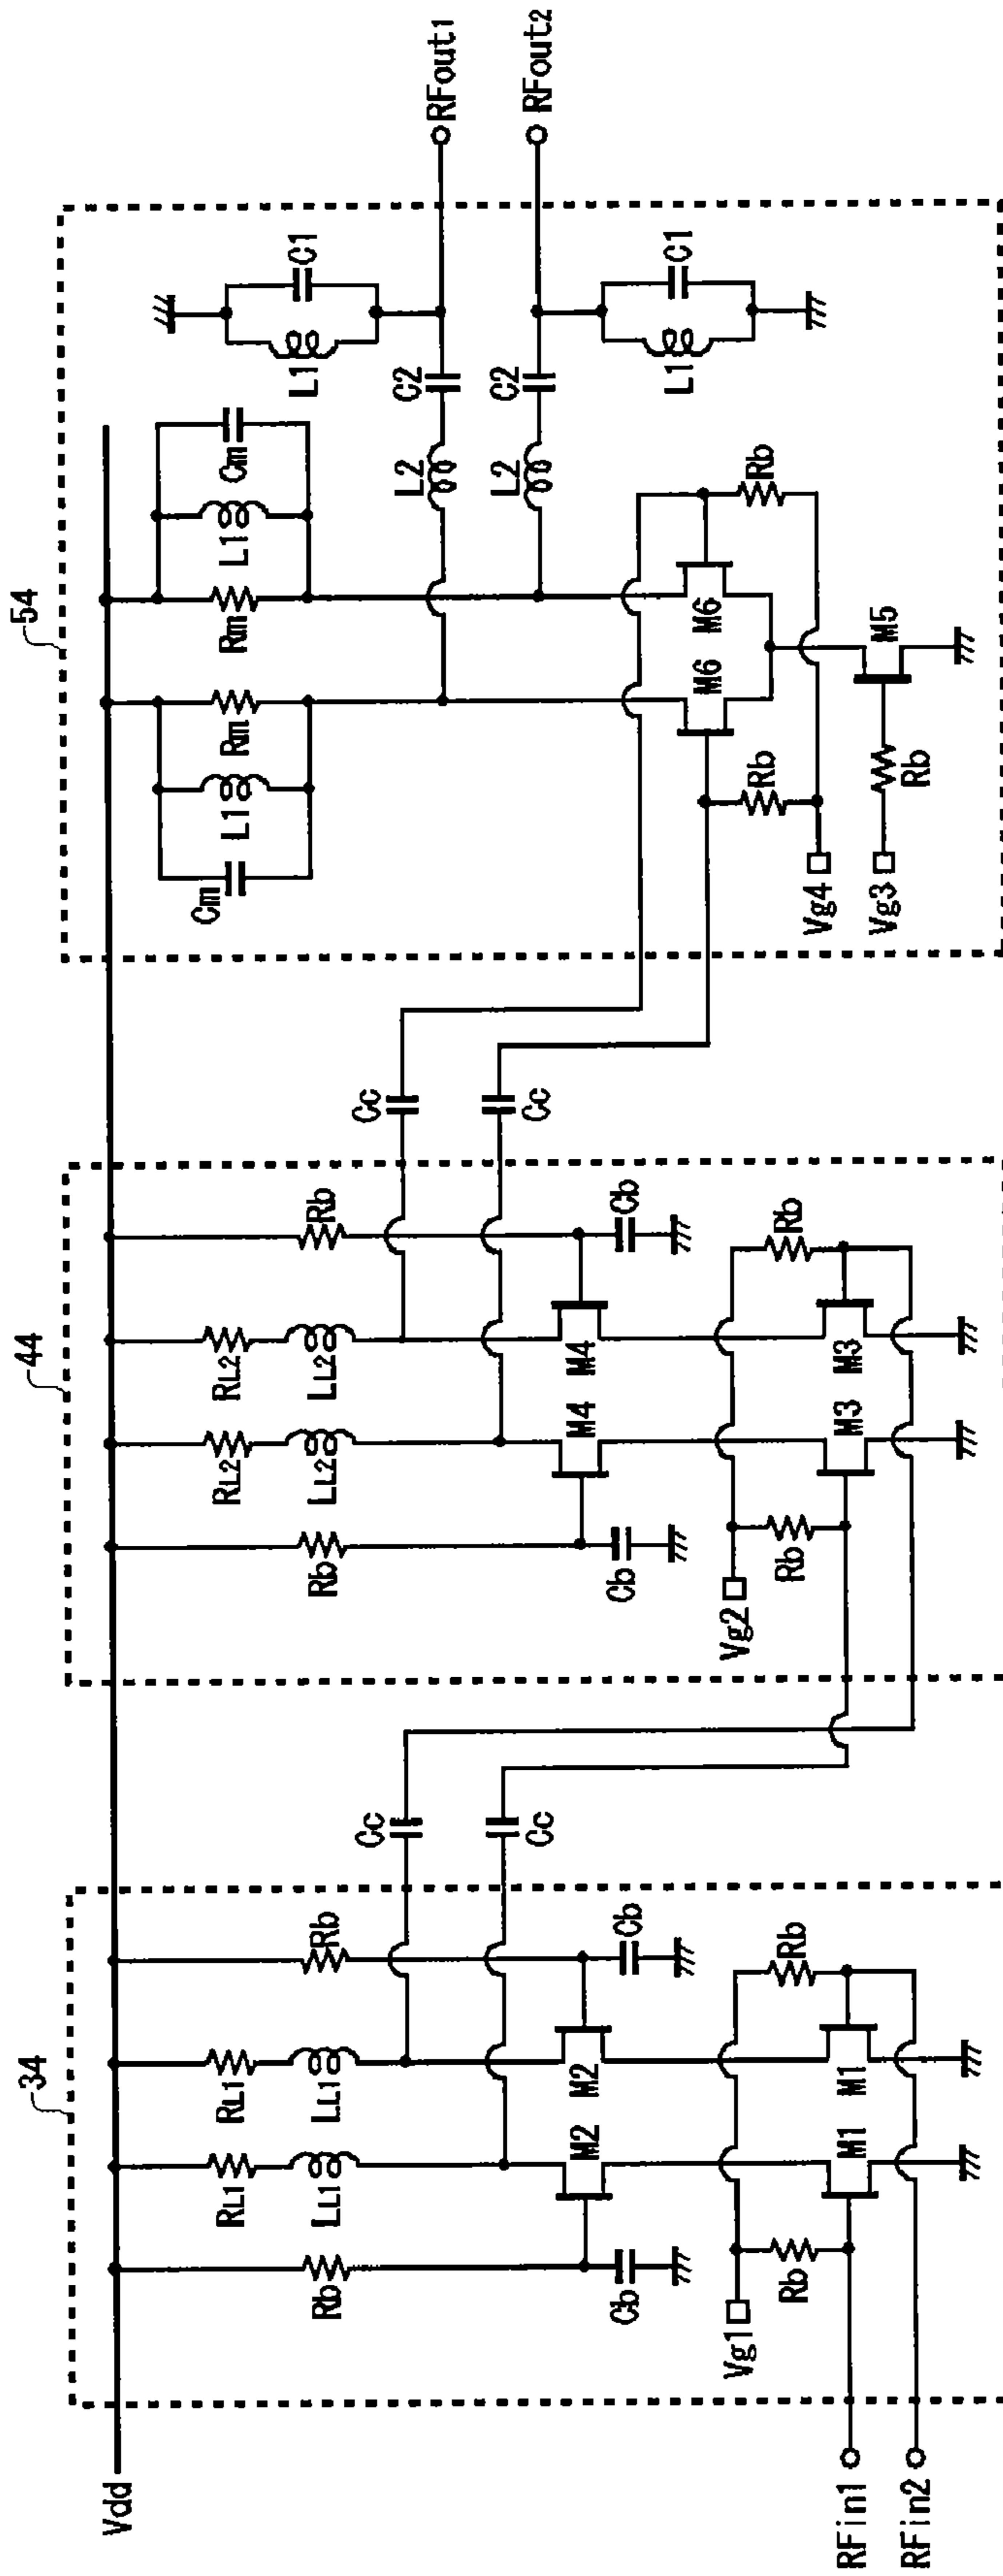 34
Vdd
RL1
RL1
LL1
LL1
Rb
Rb
M2
M2
Cb
Cb
Vg1
Rb
Rb
M1
M1
RFin1
RFin2
Cc
Cc
44
RL2
RL2
LL2
LL2
Rb
Rb
M4
M4
Cb
Cb
Vg2
Rb
Rb
M3
M3
Cc
Cc
54
Cm
L1
Rm
Rm
L1
Cm
L1
C1
L2
C2
RFout1
L2
C2
RFout2
L1
C1
M6
M6
Rb
Rb
Vg4
Vg3
Rb
M5